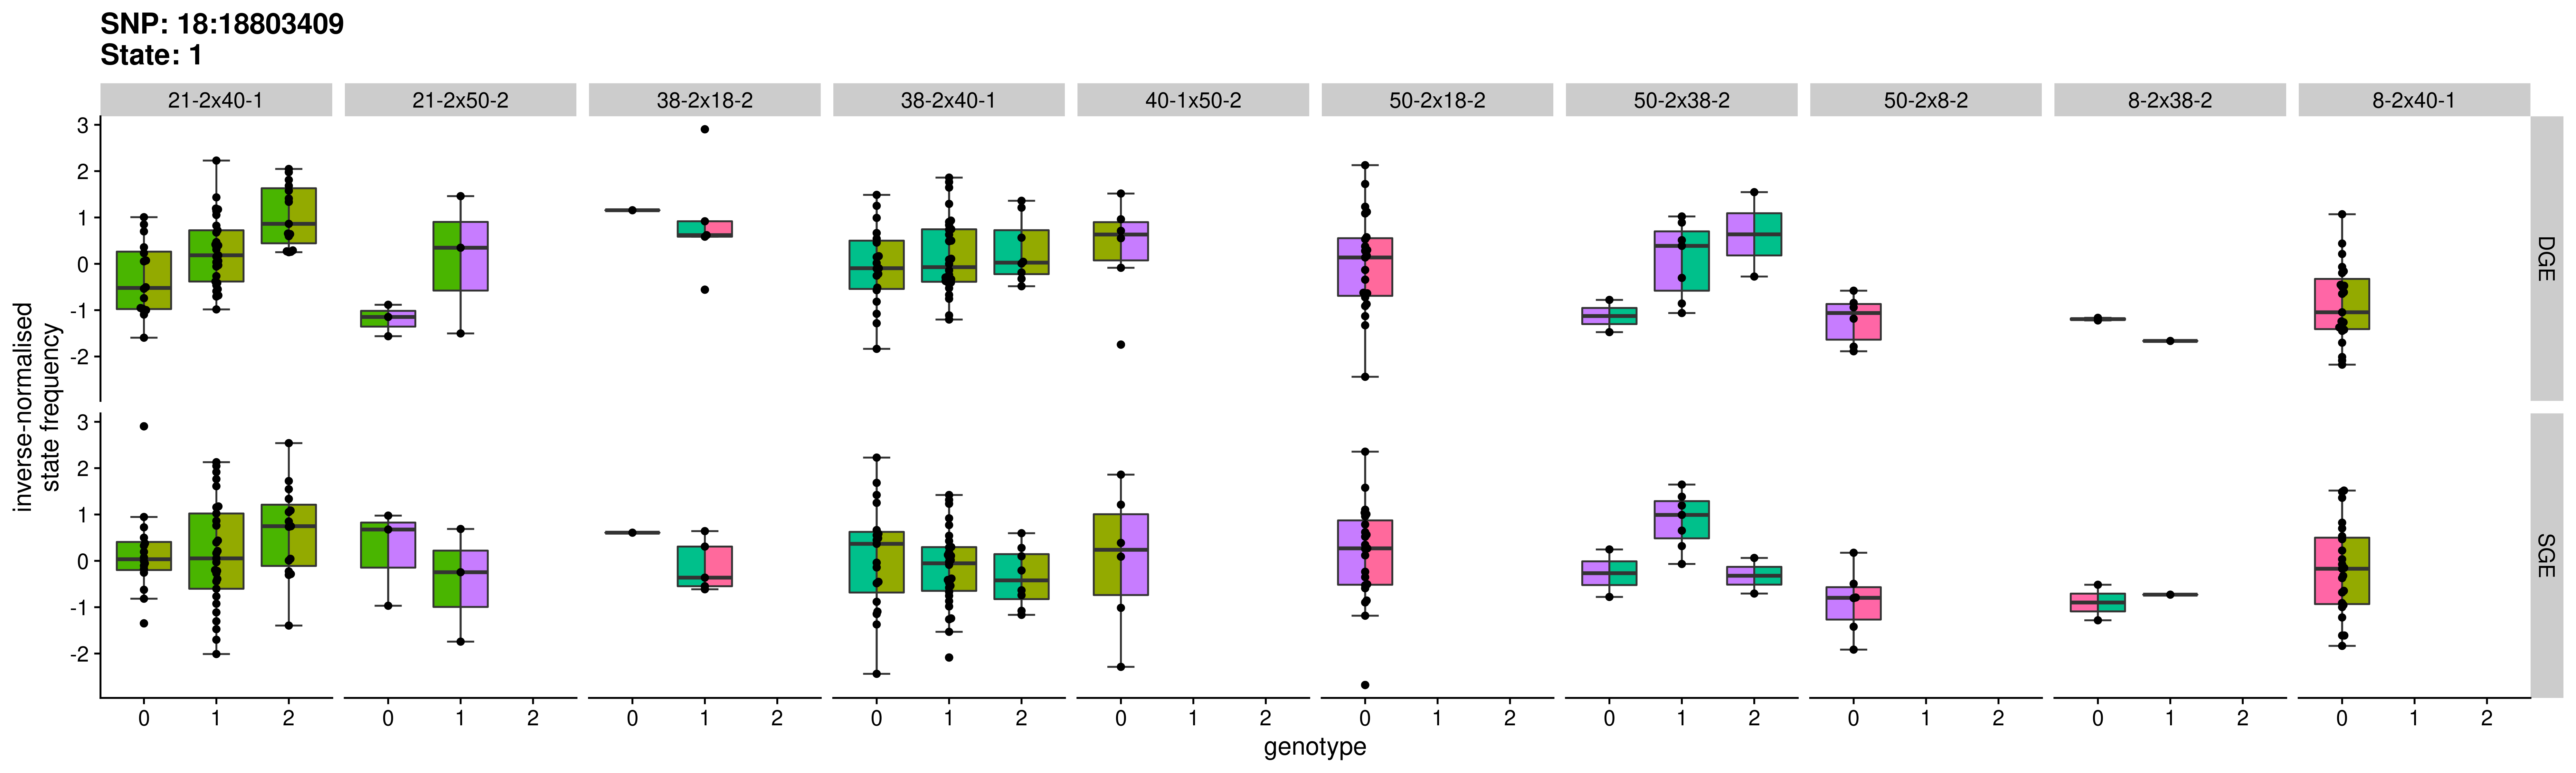 SNP: 18:18803409
State: 1
21-2x40-1 21-2x50-2 38-2x18-2 38-2x40-1 40-1x50-2 50-2x18-2 50-2x38-2 50-2x8-2 8-2x38-2 8-2x40-1
3
2
1
0
-1
-2
DGE
inverse-normalised
state frequency
3
2
1
0
-1
-2
SGE
0 1 2 0 1 2 0 1 2 0 1 2 0 1 2 0 1 2 0 1 2 0 1 2 0 1 2 0 1 2
genotype